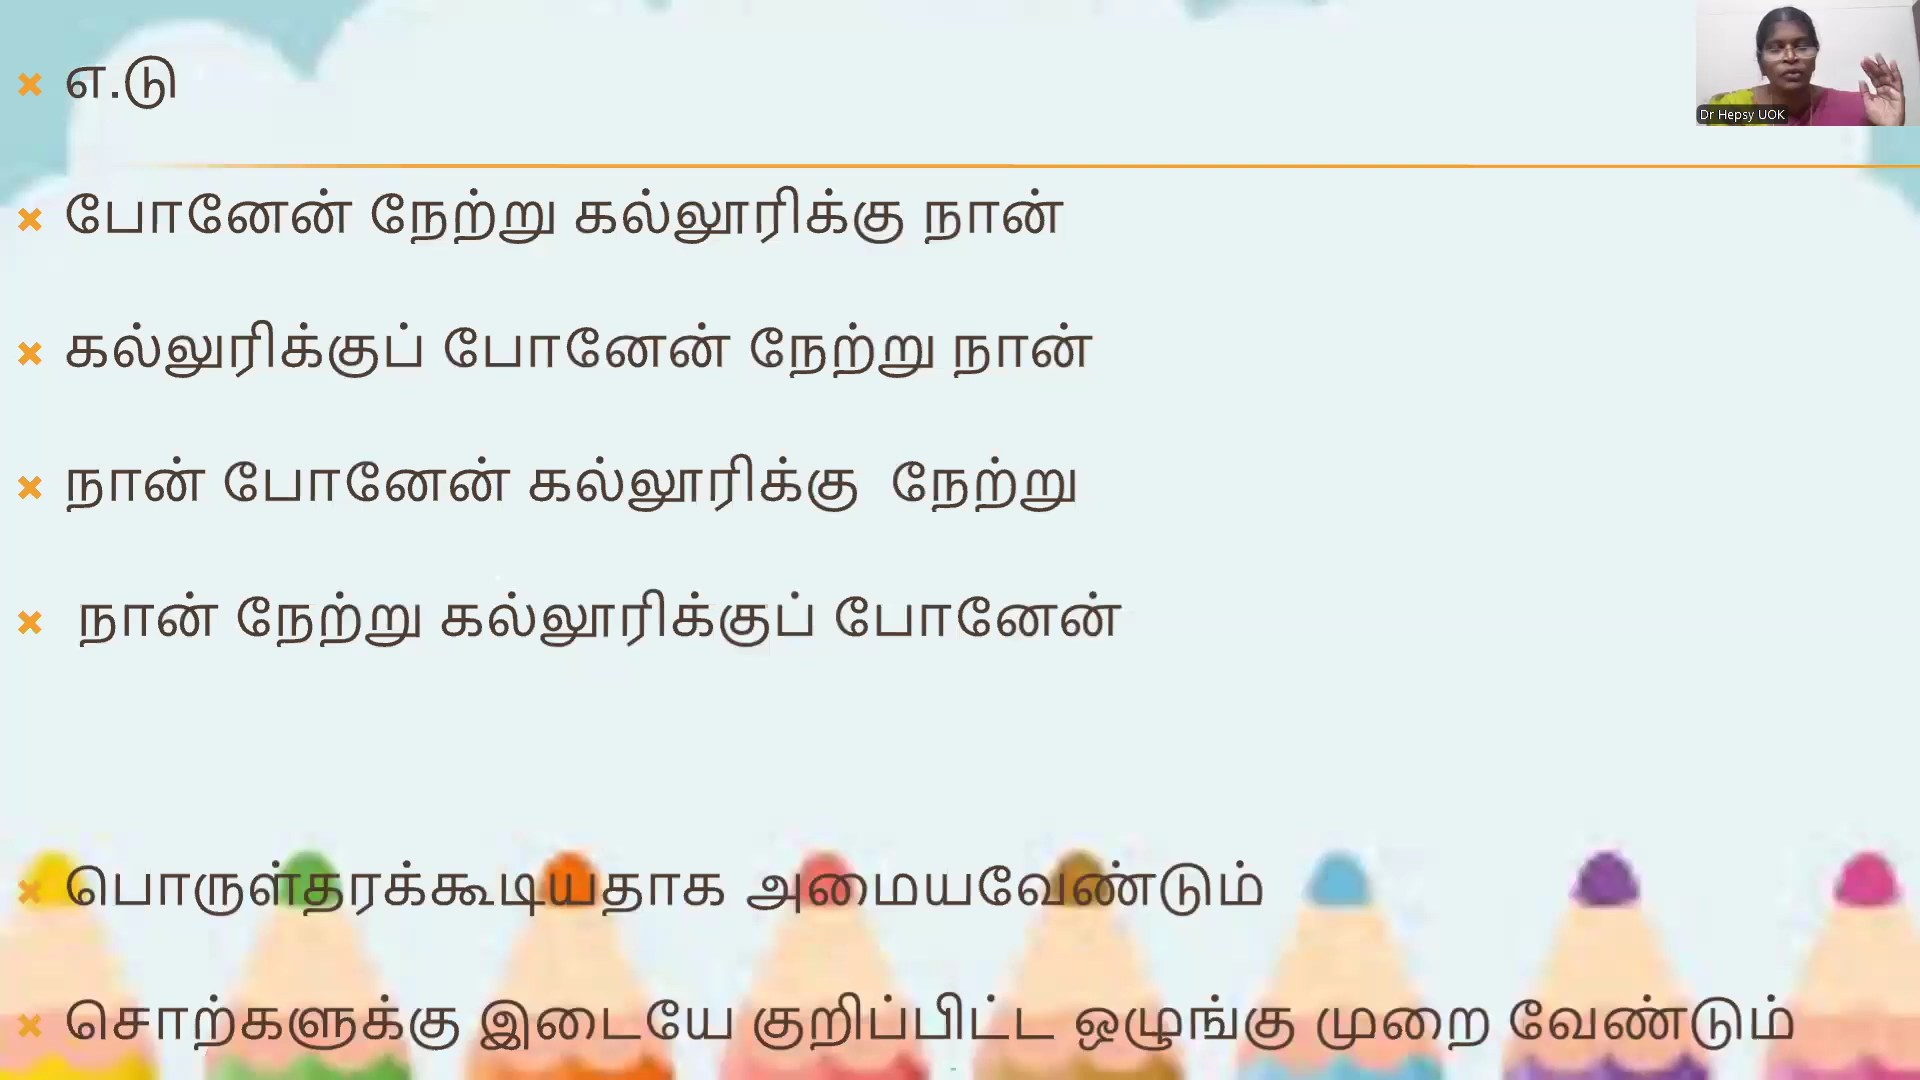 எ.டு
Dr Hepsy UOK
போனேன் நேற்று கல்லூரிக்கு நான்
கல்லுரிக்குப் போனேன் நேற்று நான்
நான் போனேன் கல்லூரிக்கு நேற்று
நான் நேற்று கல்லூரிக்குப் போனேன்
பொருள்தரக்கூடியதாக அமையவேண்டும்
சொற்களுக்கு இடையே குறிப்பிட்ட ஒழுங்கு முறை வேண்டும்